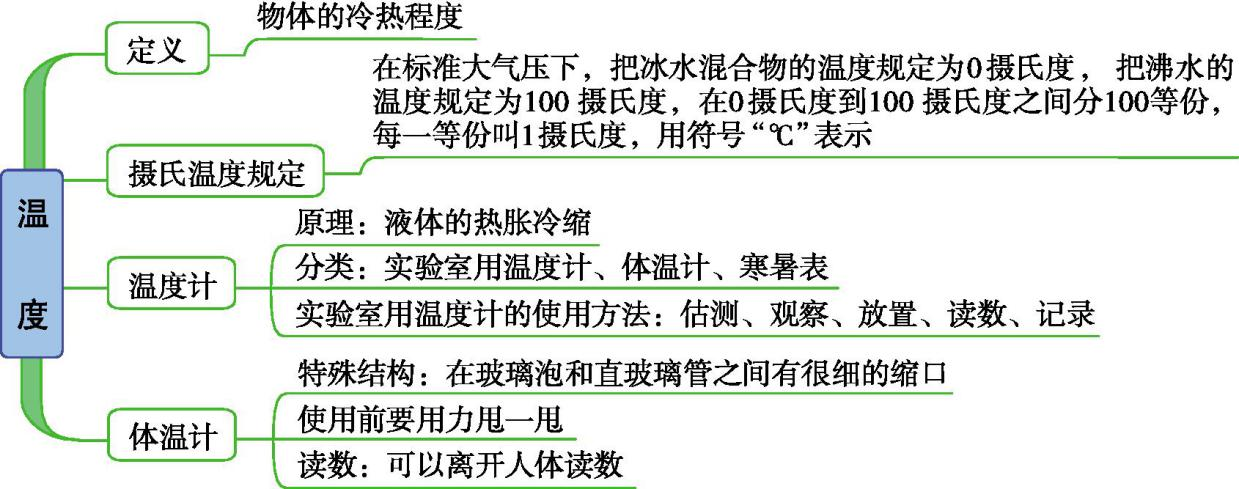 温度
定义
物体的冷热程度
摄氏温度规定
在标准大气压下，把冰水混合物的温度规定为0摄氏度， 把沸水的
温度规定为100 摄氏度，在0摄氏度到100 摄氏度之间分100等份，
每一等份叫1摄氏度，用符号“℃”表示
温度计
原理：液体的热胀冷缩
分类：实验室用温度计、体温计、寒暑表
实验室用温度计的使用方法：估测、观察、放置、读数、记录
体温计
特殊结构：在玻璃泡和直玻璃管之间有很细的缩口
使用前要用力甩一甩
读数：可以离开人体读数